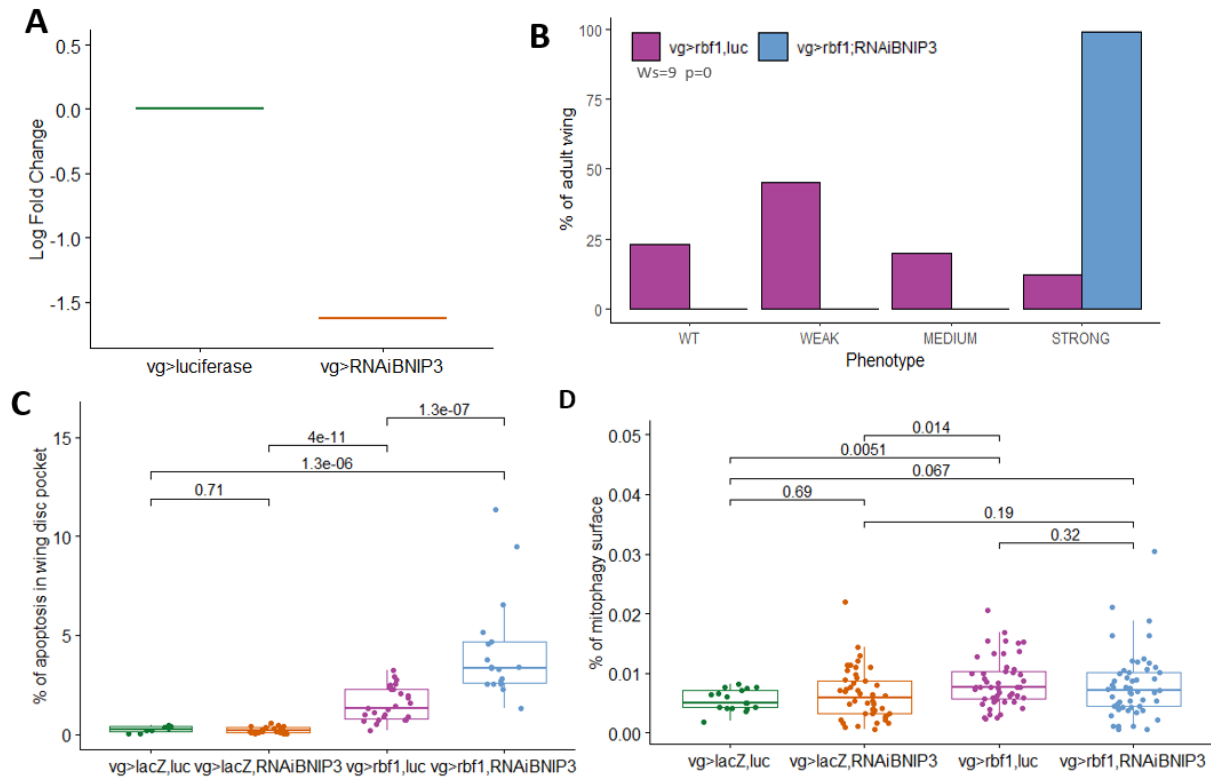 A
0.5
0.0
-0.5
-1.0
-1.5
Log Fold Change
vg>luciferase
vg>RNAiBNIP3
B
vg>rbf1,luc
vg>rbf1;RNAiBNIP3
Ws=9 p=0
100
75
50
25
0
% of adult wing
WT
WEAK
MEDIUM
STRONG
Phenotype
C
1.3e-07
4e-11
1.3e-06
0.71
15
10
5
0
% of apoptosis in wing disc pocket
vg>lacZ,luc
vg>lacZ,RNAiBNIP3
vg>rbf1,luc
vg>rbf1,RNAiBNIP3
D
0.014
0.0051
0.067
0.69
0.19
0.32
0.05
0.04
0.03
0.02
0.01
0.00
% of mitophagy surface
vg>lacZ,luc
vg>lacZ,RNAiBNIP3
vg>rbf1,luc
vg>rbf1,RNAiBNIP3